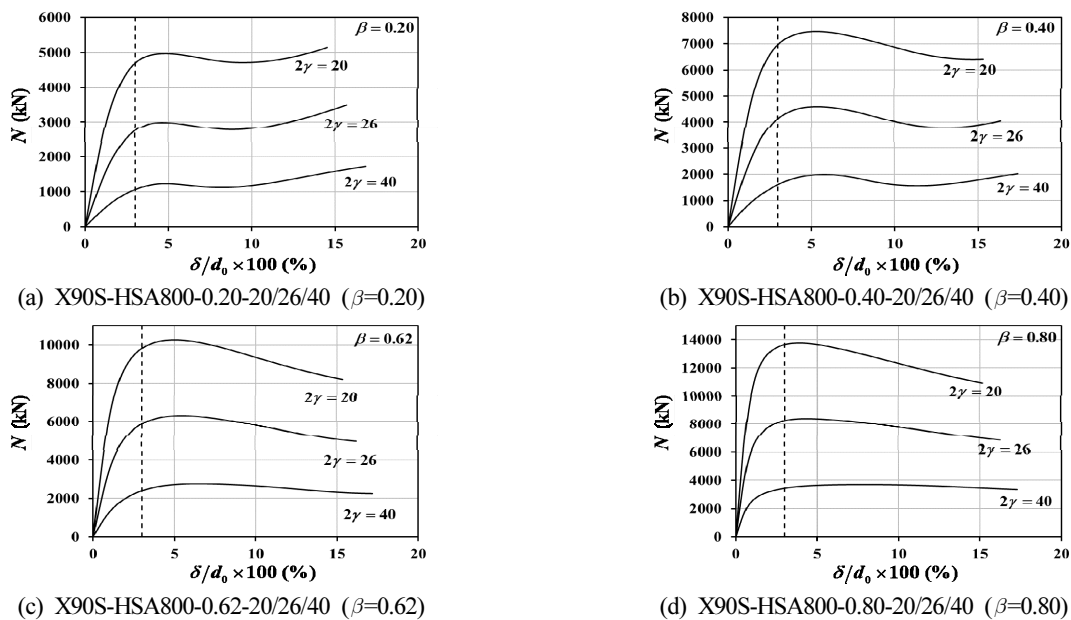 6000
5000
4000
3000
2000
1000
0
N (kN)
β = 0.20
2γ = 20
2γ = 26
2γ = 40
0 5 10 15 20
δ/d₀ ×100 (%)
(a) X90S-HSA800-0.20-20/26/40 (β=0.20)
8000
7000
6000
5000
4000
3000
2000
1000
0
N (kN)
β = 0.40
2γ = 20
2γ = 26
2γ = 40
0 5 10 15 20
δ/d₀ ×100 (%)
(b) X90S-HSA800-0.40-20/26/40 (β=0.40)
10000
8000
6000
4000
2000
0
N (kN)
β = 0.62
2γ = 20
2γ = 26
2γ = 40
0 5 10 15 20
δ/d₀ ×100 (%)
(c) X90S-HSA800-0.62-20/26/40 (β=0.62)
14000
12000
10000
8000
6000
4000
2000
0
N (kN)
β = 0.80
2γ = 20
2γ = 26
2γ = 40
0 5 10 15 20
δ/d₀ ×100 (%)
(d) X90S-HSA800-0.80-20/26/40 (β=0.80)